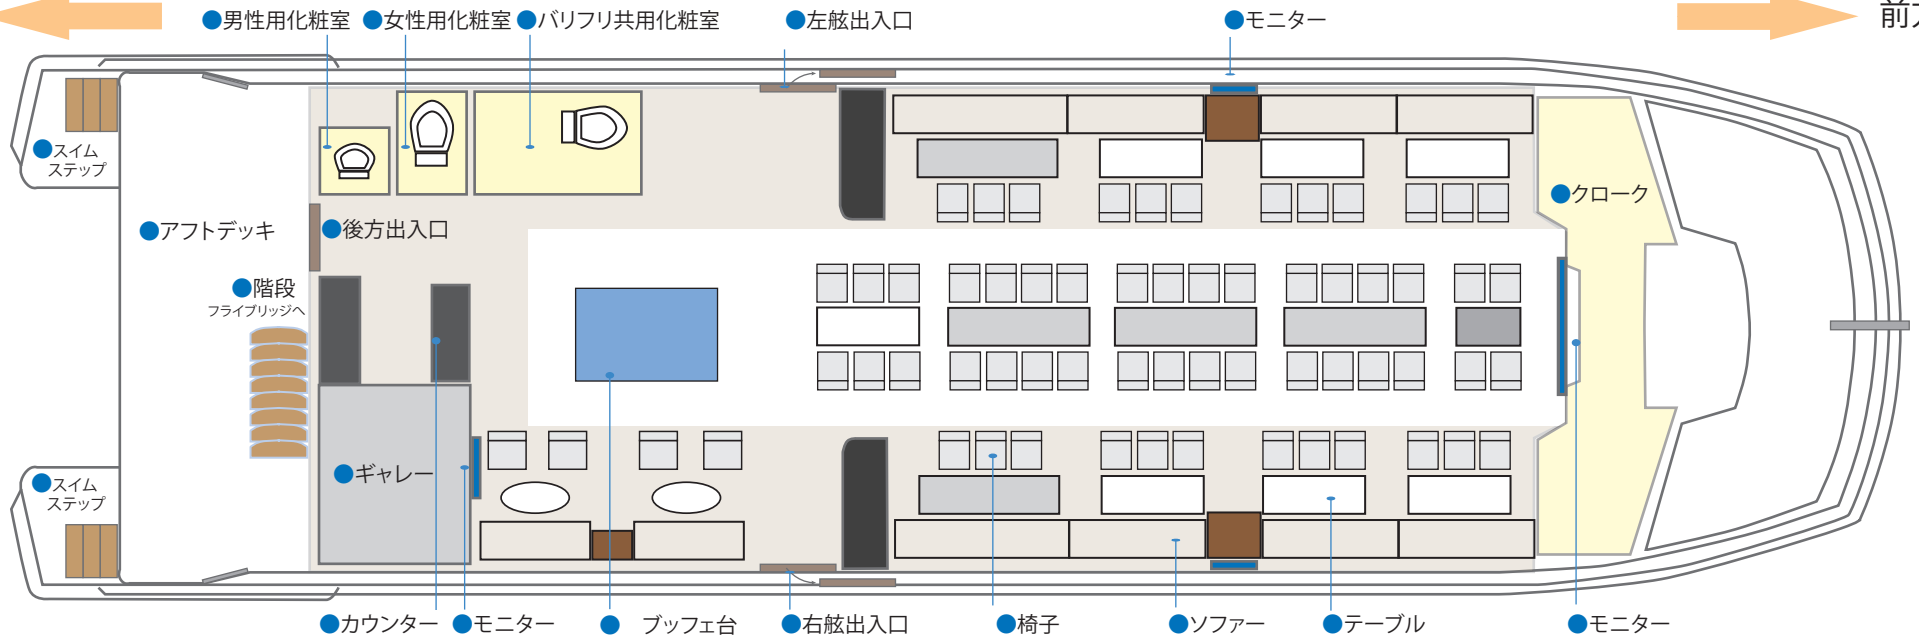 ●男性用化粧室 ●女性用化粧室 ●バリフリ共用化粧室 ●左舷出入口 ●モニター 前
●スイム
ステップ
●アフトデッキ
●後方出入口
●クローク
●階段
フライブリッジへ
●ギャレー
●スイム
ステップ
●カウンター ●モニター ● ブッフェ台 ●右舷出入口 ●椅子 ●ソファー ●テーブル ●モニター